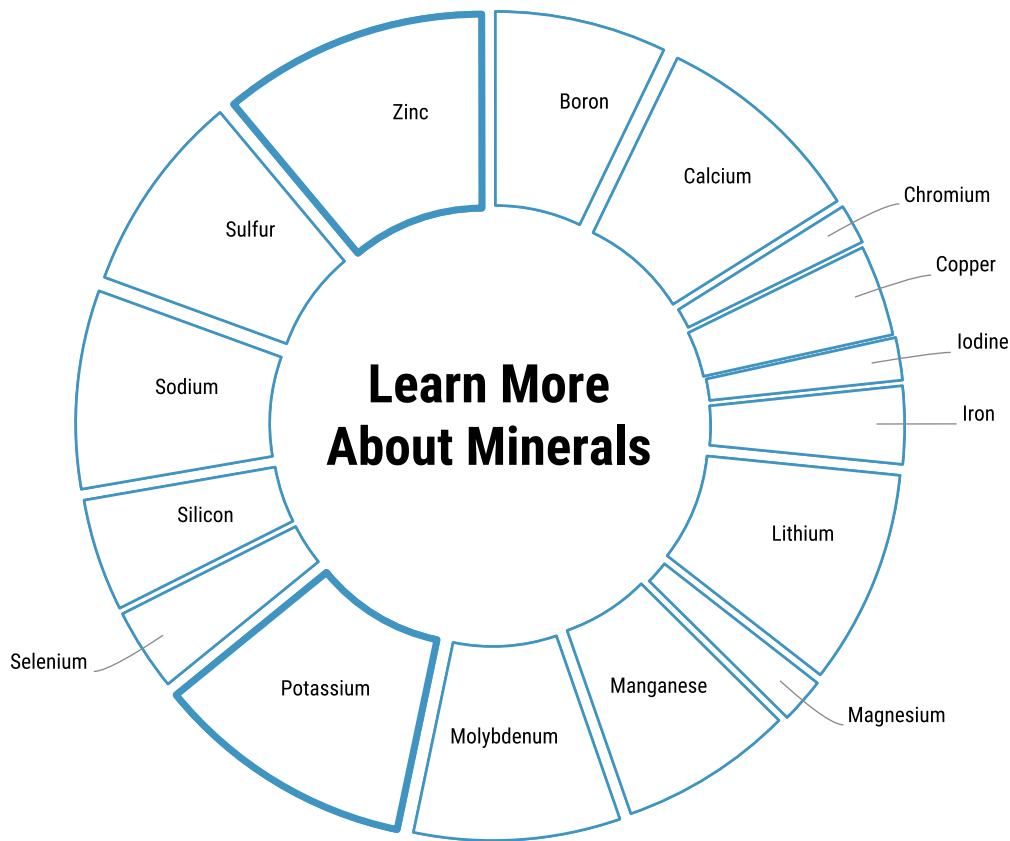 Zinc
Boron
Calcium
Chromium
Copper
Iodine
Iron
Lithium
Magnesium
Manganese
Molybdenum
Potassium
Selenium
Silicon
Sodium
Sulfur
Learn More
About Minerals